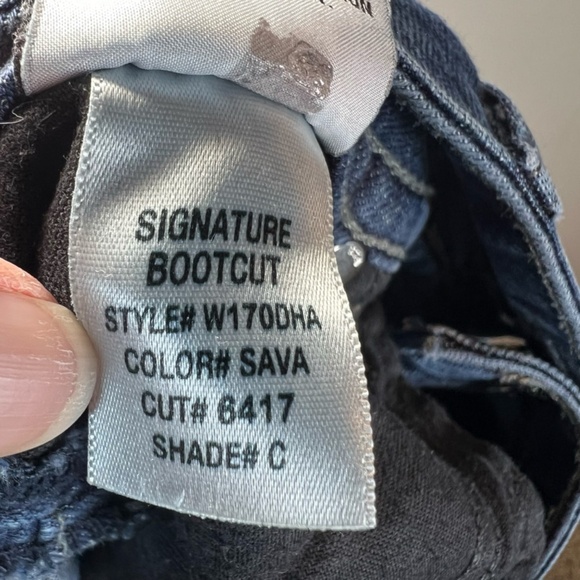 SIGNATURE
BOOTCUT
STYLE# W170DHA
COLOR# SAVA
CUT# 6417
SHADE# C